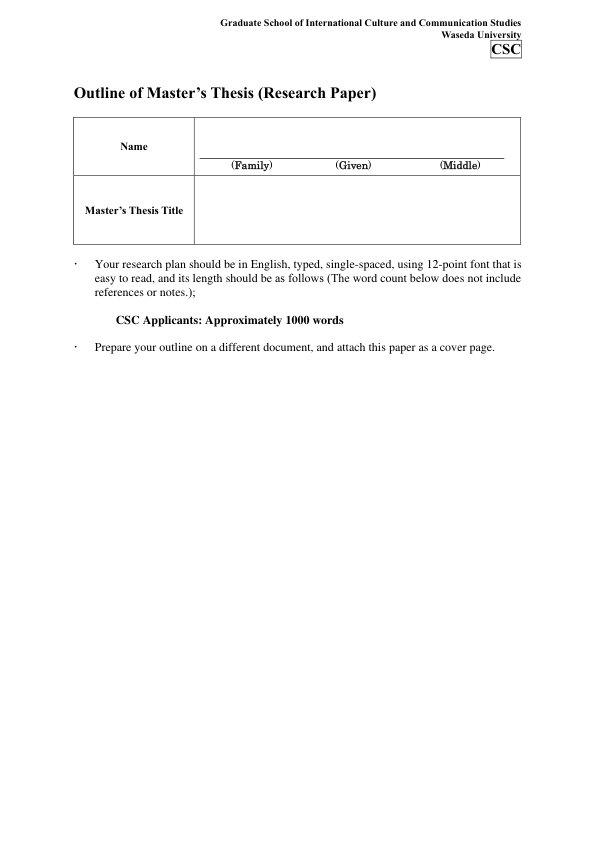 Graduate School of International Culture and Communication Studies
Waseda University
CSC
Outline of Master’s Thesis (Research Paper)
Name
(Family) (Given) (Middle)
Master’s Thesis Title
· Your research plan should be in English, typed, single-spaced, using 12-point font that is
easy to read, and its length should be as follows (The word count below does not include
references or notes.);
CSC Applicants: Approximately 1000 words
· Prepare your outline on a different document, and attach this paper as a cover page.